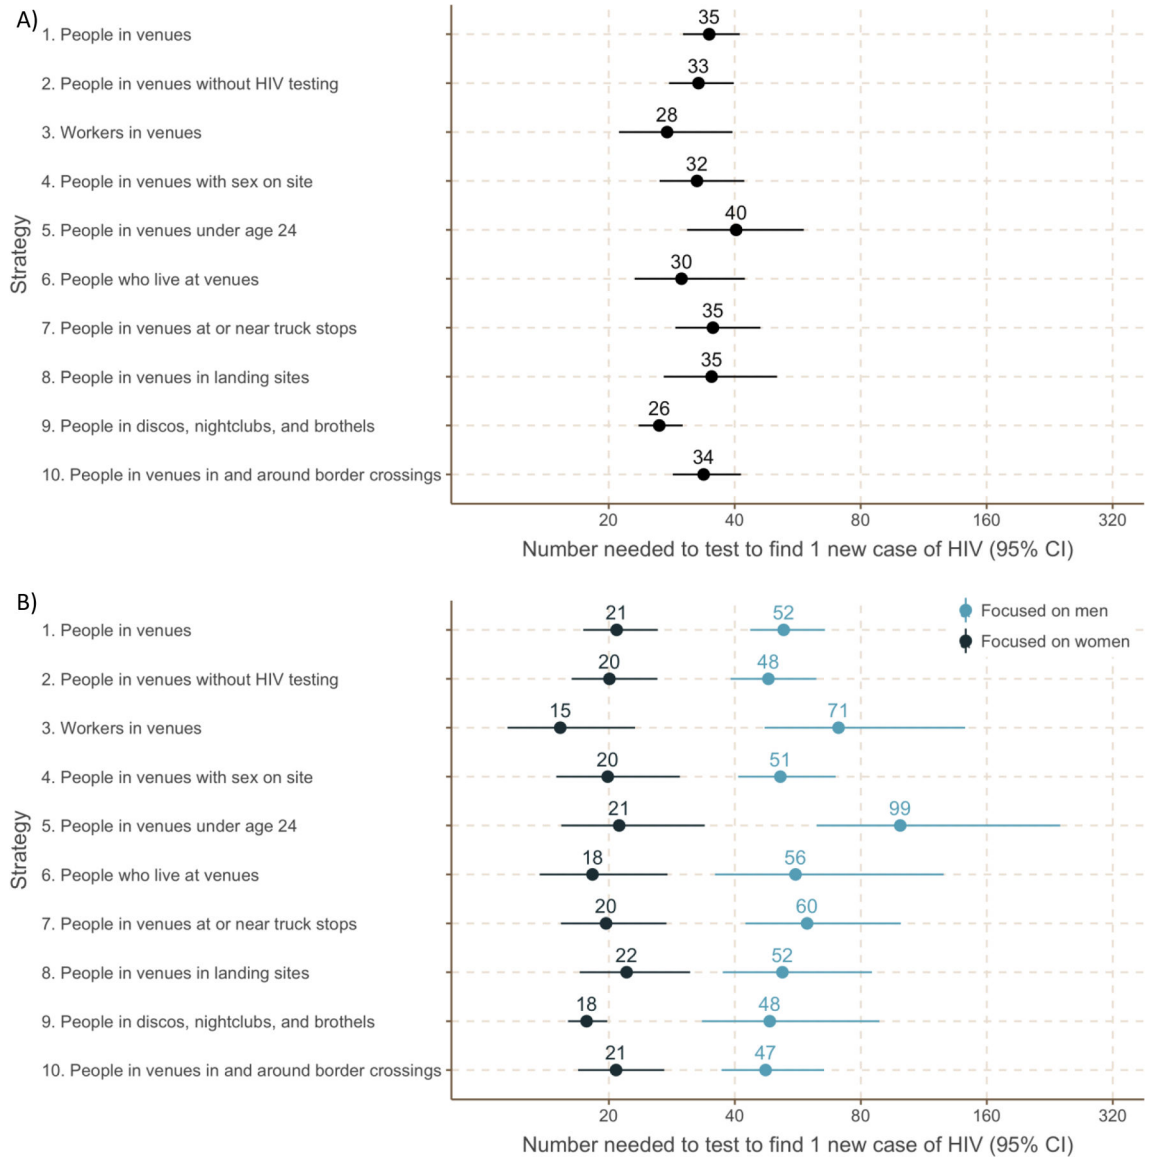 A)
Strategy
1. People in venues
35
2. People in venues without HIV testing
33
3. Workers in venues
28
4. People in venues with sex on site
32
5. People in venues under age 24
40
6. People who live at venues
30
7. People in venues at or near truck stops
35
8. People in venues in landing sites
35
9. People in discos, nightclubs, and brothels
26
10. People in venues in and around border crossings
34
20 40 80 160 320
Number needed to test to find 1 new case of HIV (95% CI)
B)
Strategy
Focused on men
Focused on women
1. People in venues
21 52
2. People in venues without HIV testing
20 48
3. Workers in venues
15 71
4. People in venues with sex on site
20 51
5. People in venues under age 24
21 99
6. People who live at venues
18 56
7. People in venues at or near truck stops
20 60
8. People in venues in landing sites
22 52
9. People in discos, nightclubs, and brothels
18 48
10. People in venues in and around border crossings
21 47
20 40 80 160 320
Number needed to test to find 1 new case of HIV (95% CI)